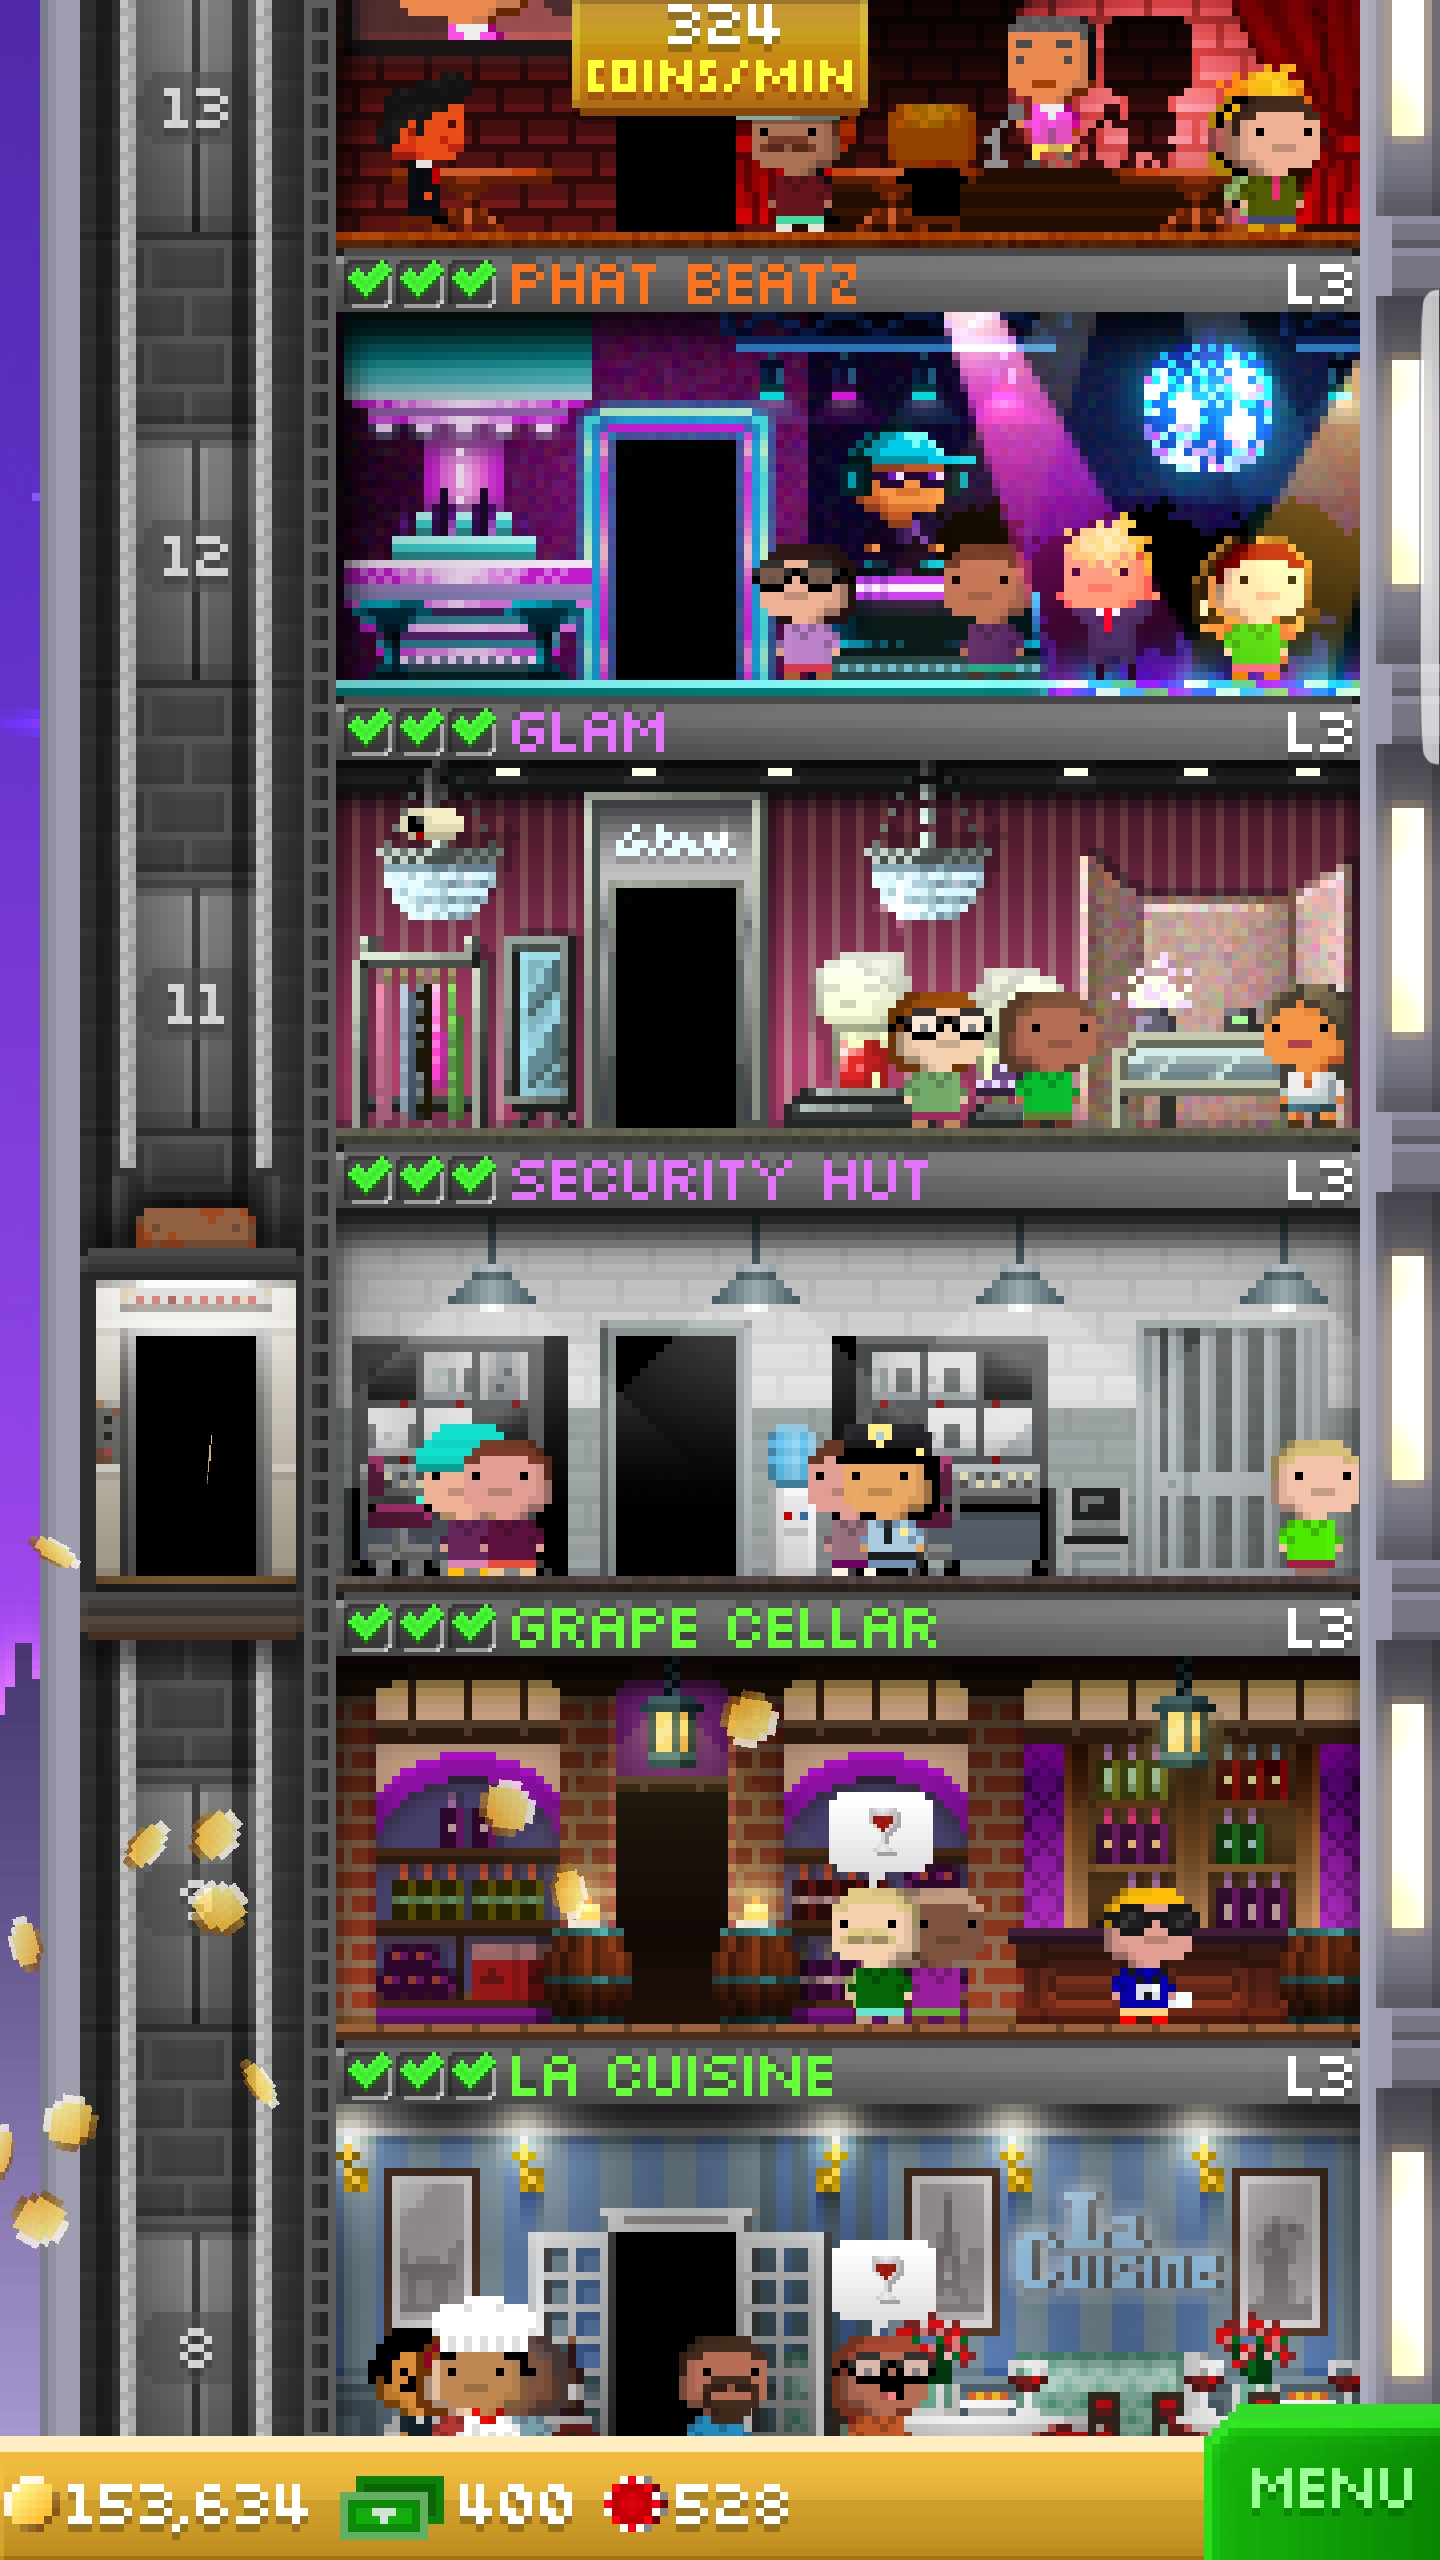 324
COINS/MIN
13
PHAT BEATZ L3
12
GLAM L3
Glam
11
SECURITY HUT L3
GRAPE CELLAR L3
LA CUISINE L3
La
Cuisine
8
153,634 400 528
MENU